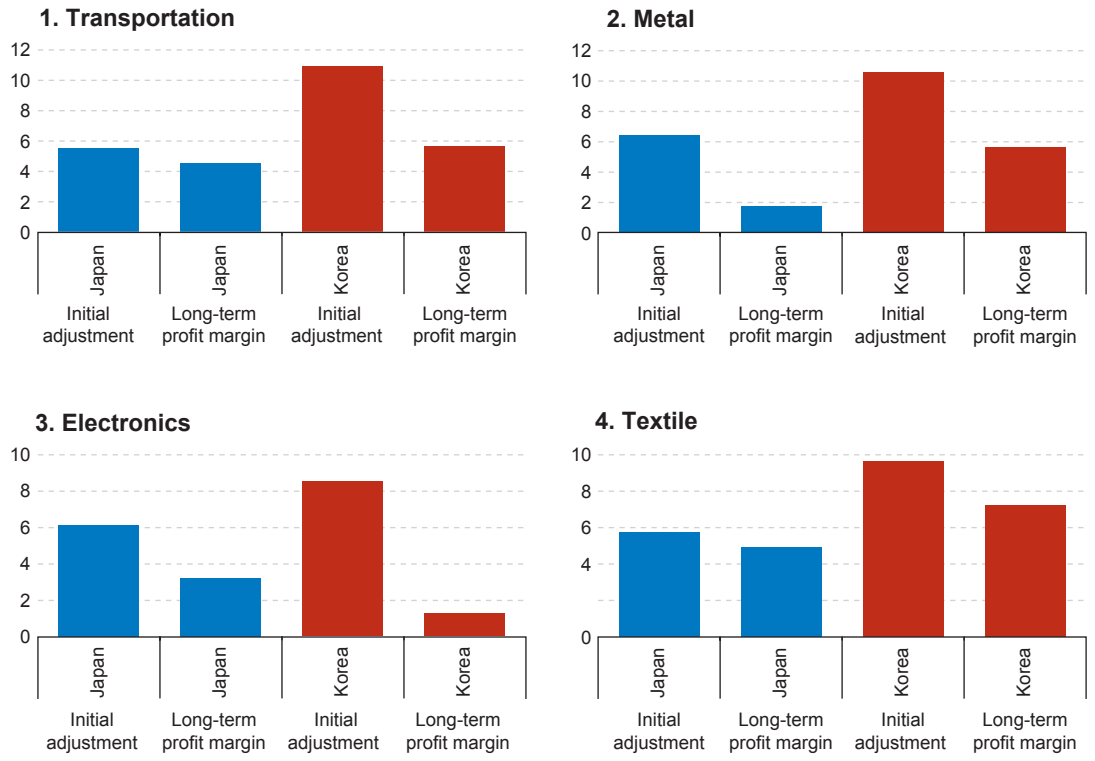 1. Transportation
12
10
8
6
4
2
0
Japan
Japan
Korea
Korea
Initial
adjustment
Long-term
profit margin
Initial
adjustment
Long-term
profit margin
2. Metal
12
10
8
6
4
2
0
Japan
Japan
Korea
Korea
Initial
adjustment
Long-term
profit margin
Initial
adjustment
Long-term
profit margin
3. Electronics
10
8
6
4
2
0
Japan
Japan
Korea
Korea
Initial
adjustment
Long-term
profit margin
Initial
adjustment
Long-term
profit margin
4. Textile
10
8
6
4
0
Japan
Japan
Korea
Korea
Initial
adjustment
Long-term
profit margin
Initial
adjustment
Long-term
profit margin